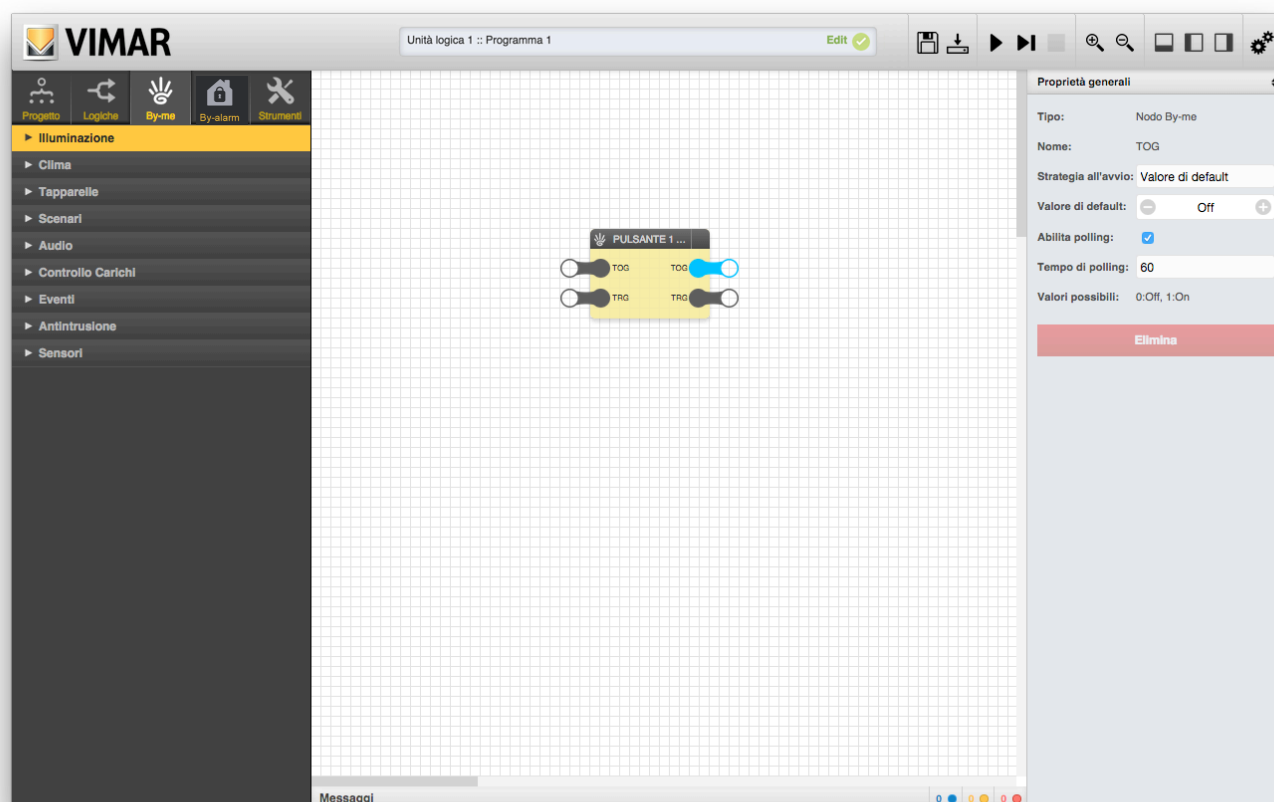 VIMAR
Unità logica 1 :: Programma 1
Edit
Progetto
Logiche
By-me
By-alarm
Strumenti
Illuminazione
Clima
Tapparelle
Scenari
Audio
Controllo Carichi
Eventi
Antintrusione
Sensori
PULSANTE 1 ...
TOG TOG
TRG TRG
Proprietà generali
Tipo: Nodo By-me
Nome: TOG
Strategia all'avvio: Valore di default
Valore di default: Off
Abilita polling:
Tempo di polling: 60
Valori possibili: 0:Off, 1:On
Elimina
Messaggi
0 0 0